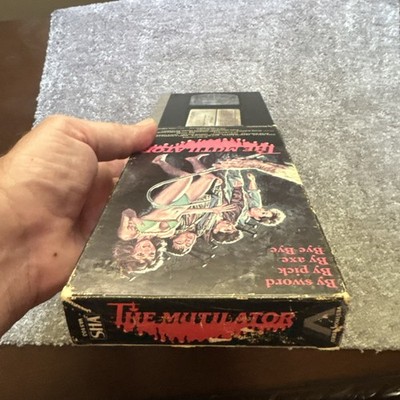 THE MUTILATOR
By sword
By pick
By axe
Bye Bye
VHS
THE MUTILATOR